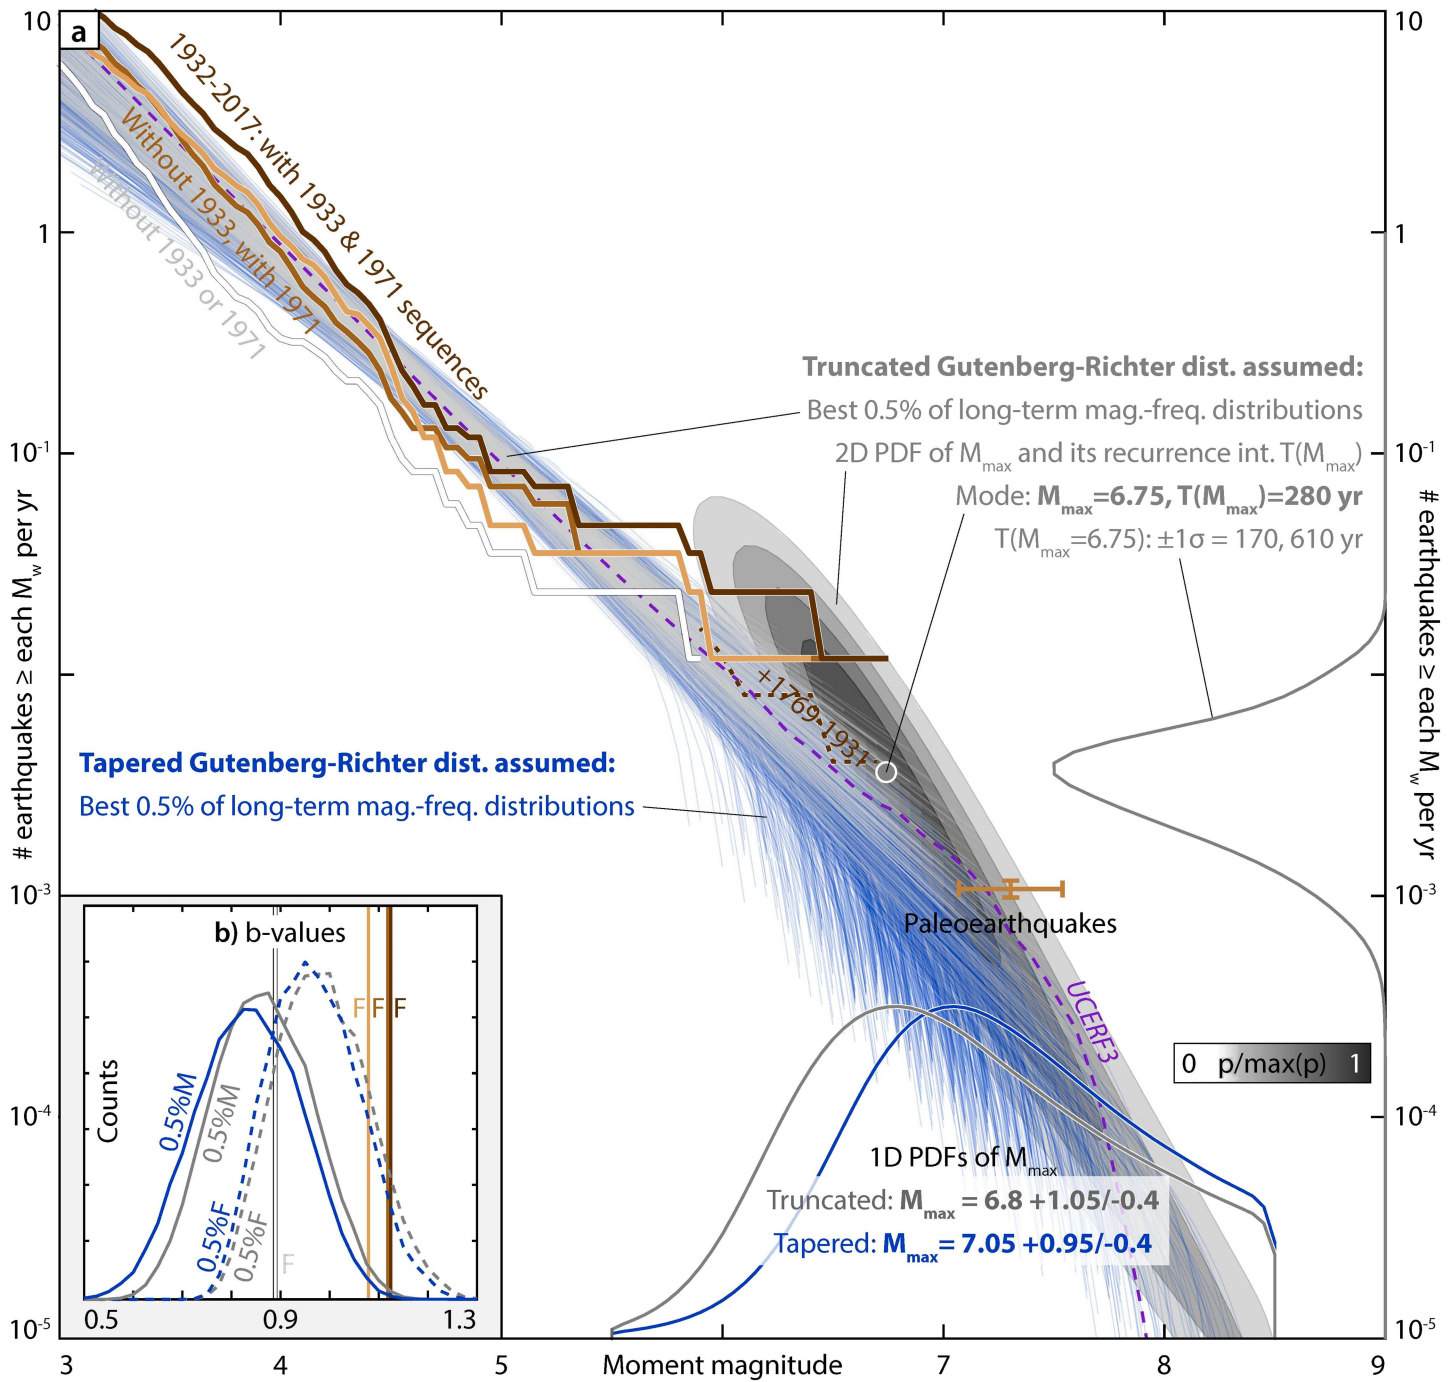 a
10
1
10⁻¹
10⁻³
10⁻⁴
10⁻⁵
# earthquakes ≥ each Mw per yr
1932-2017: with 1933 & 1971 sequences
Without 1933, with 1971
Without 1933 or 1971
Truncated Gutenberg-Richter dist. assumed:
Best 0.5% of long-term mag.-freq. distributions
2D PDF of Mmax and its recurrence int. T(Mmax)
Mode: Mmax=6.75, T(Mmax)=280 yr
T(Mmax=6.75): ±1σ = 170, 610 yr
+1769-1931
Tapered Gutenberg-Richter dist. assumed:
Best 0.5% of long-term mag.-freq. distributions
Paleoearthquakes
UCERF3
0 p/max(p) 1
1D PDFs of Mmax
Truncated: Mmax = 6.8 +1.05/-0.4
Tapered: Mmax= 7.05 +0.95/-0.4
b) b-values
Counts
F F F
0.5%M
0.5%M
0.5%F
0.5%F
F
0.5 0.9 1.3
3 4 5 Moment magnitude 7 8 9
10
1
10⁻¹
10⁻³
10⁻⁴
10⁻⁵
# earthquakes ≥ each Mw per yr